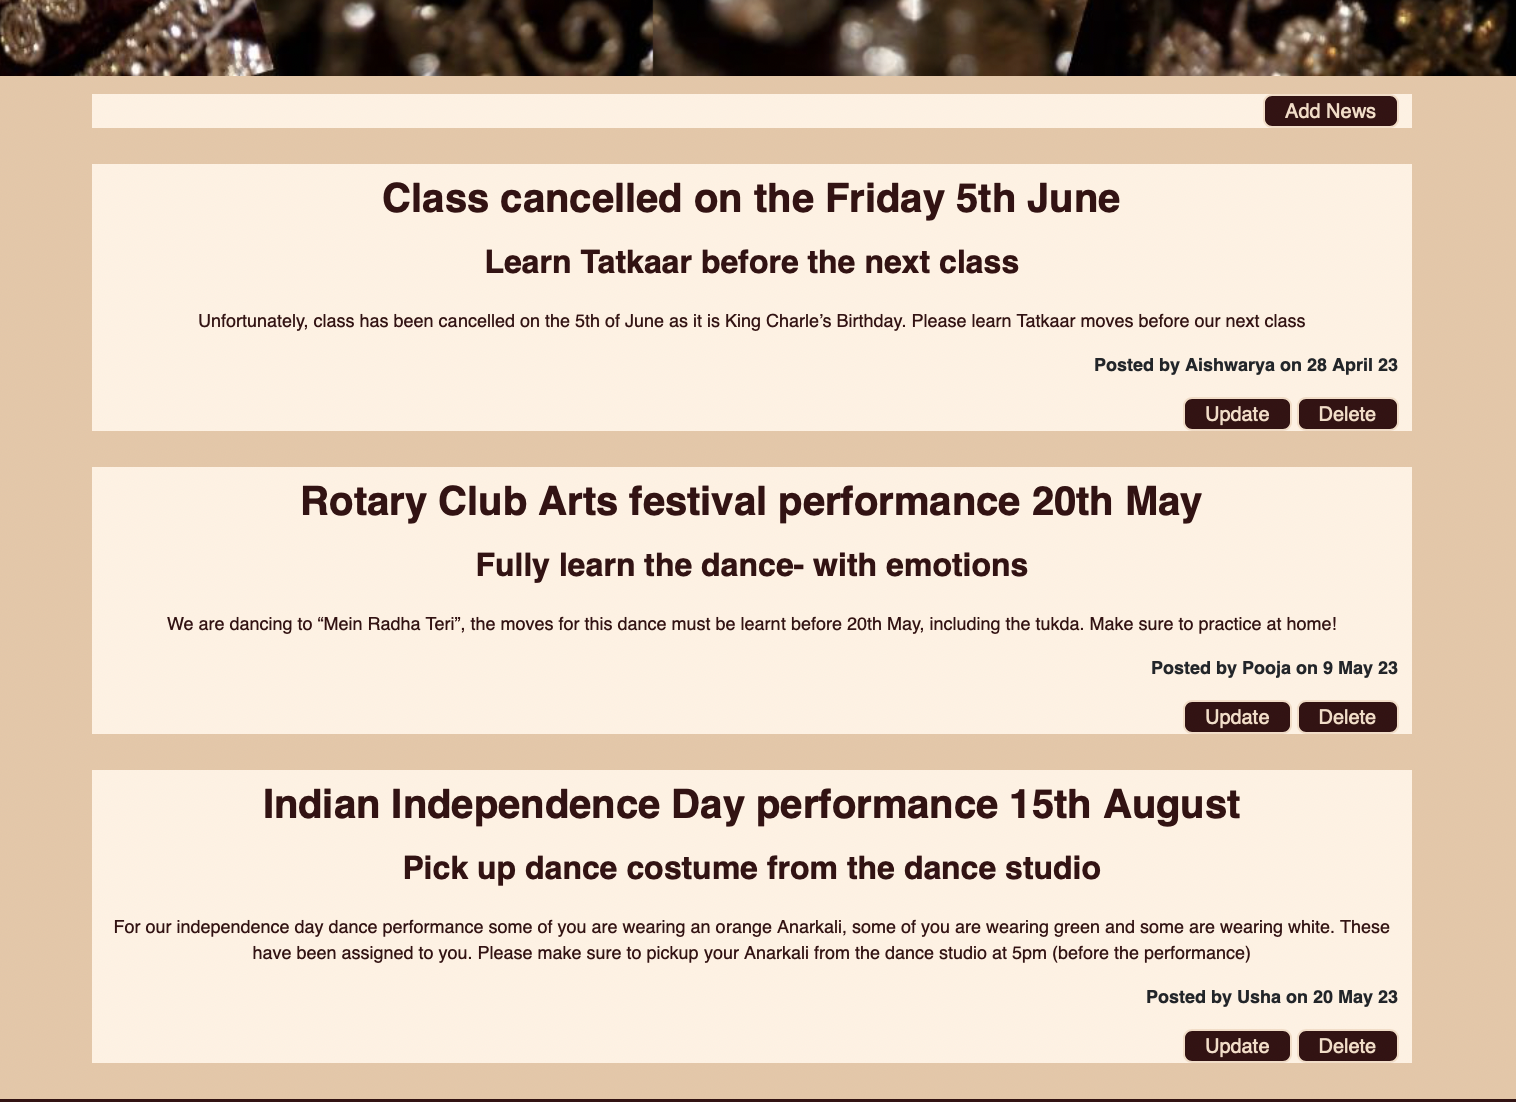 Add News
Class cancelled on the Friday 5th June
Learn Tatkaar before the next class
Unfortunately, class has been cancelled on the 5th of June as it is King Charle’s Birthday. Please learn Tatkaar moves before our next class
Posted by Aishwarya on 28 April 23
Update Delete
Rotary Club Arts festival performance 20th May
Fully learn the dance- with emotions
We are dancing to “Mein Radha Teri”, the moves for this dance must be learnt before 20th May, including the tukda. Make sure to practice at home!
Posted by Pooja on 9 May 23
Update Delete
Indian Independence Day performance 15th August
Pick up dance costume from the dance studio
For our independence day dance performance some of you are wearing an orange Anarkali, some of you are wearing green and some are wearing white. These
have been assigned to you. Please make sure to pickup your Anarkali from the dance studio at 5pm (before the performance)
Posted by Usha on 20 May 23
Update Delete